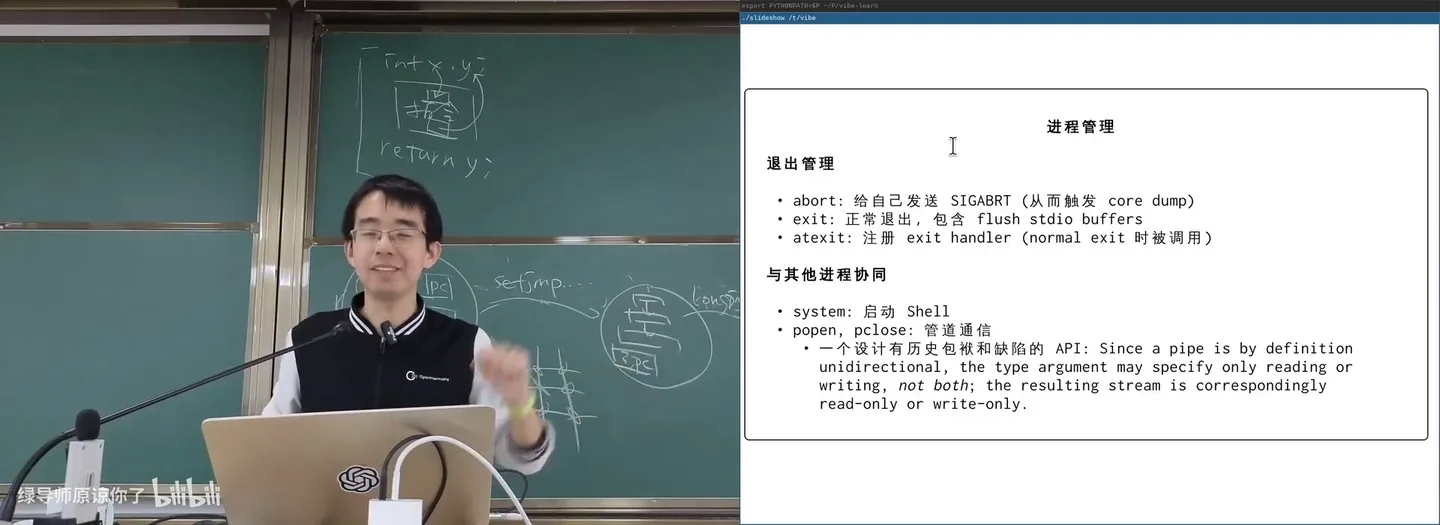 int x, y;
return y;
PC
setjmp....
3,PC
OpenHarmony
绿导师原谅你了 bilibili
export PYTHONPATH=$P ~/P/vibe-learn
./slideshow /t/vibe
进程管理
退出管理
• abort: 给自己发送 SIGABRT (从而触发 core dump)
• exit: 正常退出, 包含 flush stdio buffers
• atexit: 注册 exit handler (normal exit 时被调用)
与其他进程协同
• system: 启动 Shell
• popen, pclose: 管道通信
• 一个设计有历史包袱和缺陷的 API: Since a pipe is by definition
unidirectional, the type argument may specify only reading or
writing, not both; the resulting stream is correspondingly
read-only or write-only.